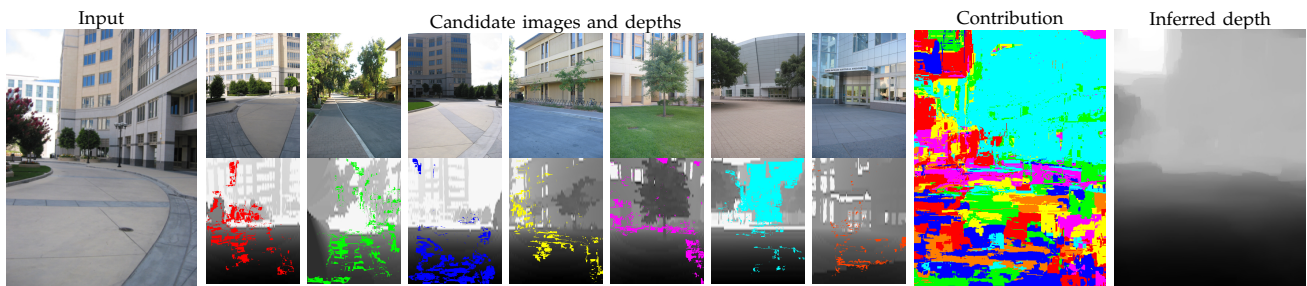 Input
Candidate images and depths
Contribution
Inferred depth